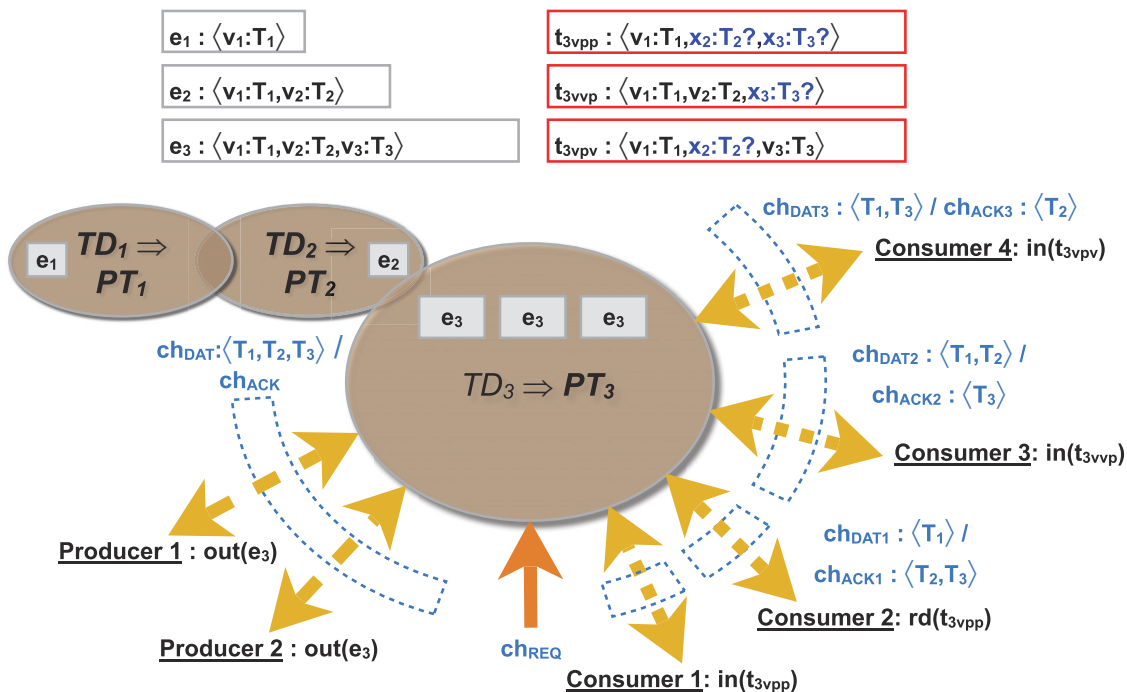 e₁ : ⟨v₁:T₁⟩
t₃ᵥₚₚ : ⟨v₁:T₁,x₂:T₂?,x₃:T₃?⟩
e₂ : ⟨v₁:T₁,v₂:T₂⟩
t₃ᵥᵥₚ : ⟨v₁:T₁,v₂:T₂,x₃:T₃?⟩
e₃ : ⟨v₁:T₁,v₂:T₂,v₃:T₃⟩
t₃ᵥₚᵥ : ⟨v₁:T₁,x₂:T₂?,v₃:T₃⟩
e₁
TD₁ ⇒
PT₁
TD₂ ⇒
PT₂
e₂
e₃
e₃
e₃
TD₃ ⇒ PT₃
ch_DAT3 : ⟨T₁,T₃⟩ / ch_ACK3 : ⟨T₂⟩
Consumer 4: in(t₃ᵥₚᵥ)
ch_DAT:⟨T₁,T₂,T₃⟩ /
ch_ACK
ch_DAT2 : ⟨T₁,T₂⟩ /
ch_ACK2 : ⟨T₃⟩
Consumer 3: in(t₃ᵥᵥₚ)
ch_DAT1 : ⟨T₁⟩ /
ch_ACK1 : ⟨T₂,T₃⟩
Consumer 2: rd(t₃ᵥₚₚ)
Producer 1 : out(e₃)
Producer 2 : out(e₃)
ch_REQ
Consumer 1: in(t₃ᵥₚₚ)